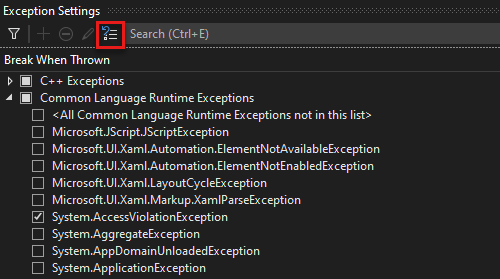 Exception Settings
Search (Ctrl+E)
Break When Thrown
C++ Exceptions
Common Language Runtime Exceptions
<All Common Language Runtime Exceptions not in this list>
Microsoft.JScript.JScriptException
Microsoft.UI.Xaml.Automation.ElementNotAvailableException
Microsoft.UI.Xaml.Automation.ElementNotEnabledException
Microsoft.UI.Xaml.LayoutCycleException
Microsoft.UI.Xaml.Markup.XamlParseException
System.AccessViolationException
System.AggregateException
System.AppDomainUnloadedException
System.ApplicationException